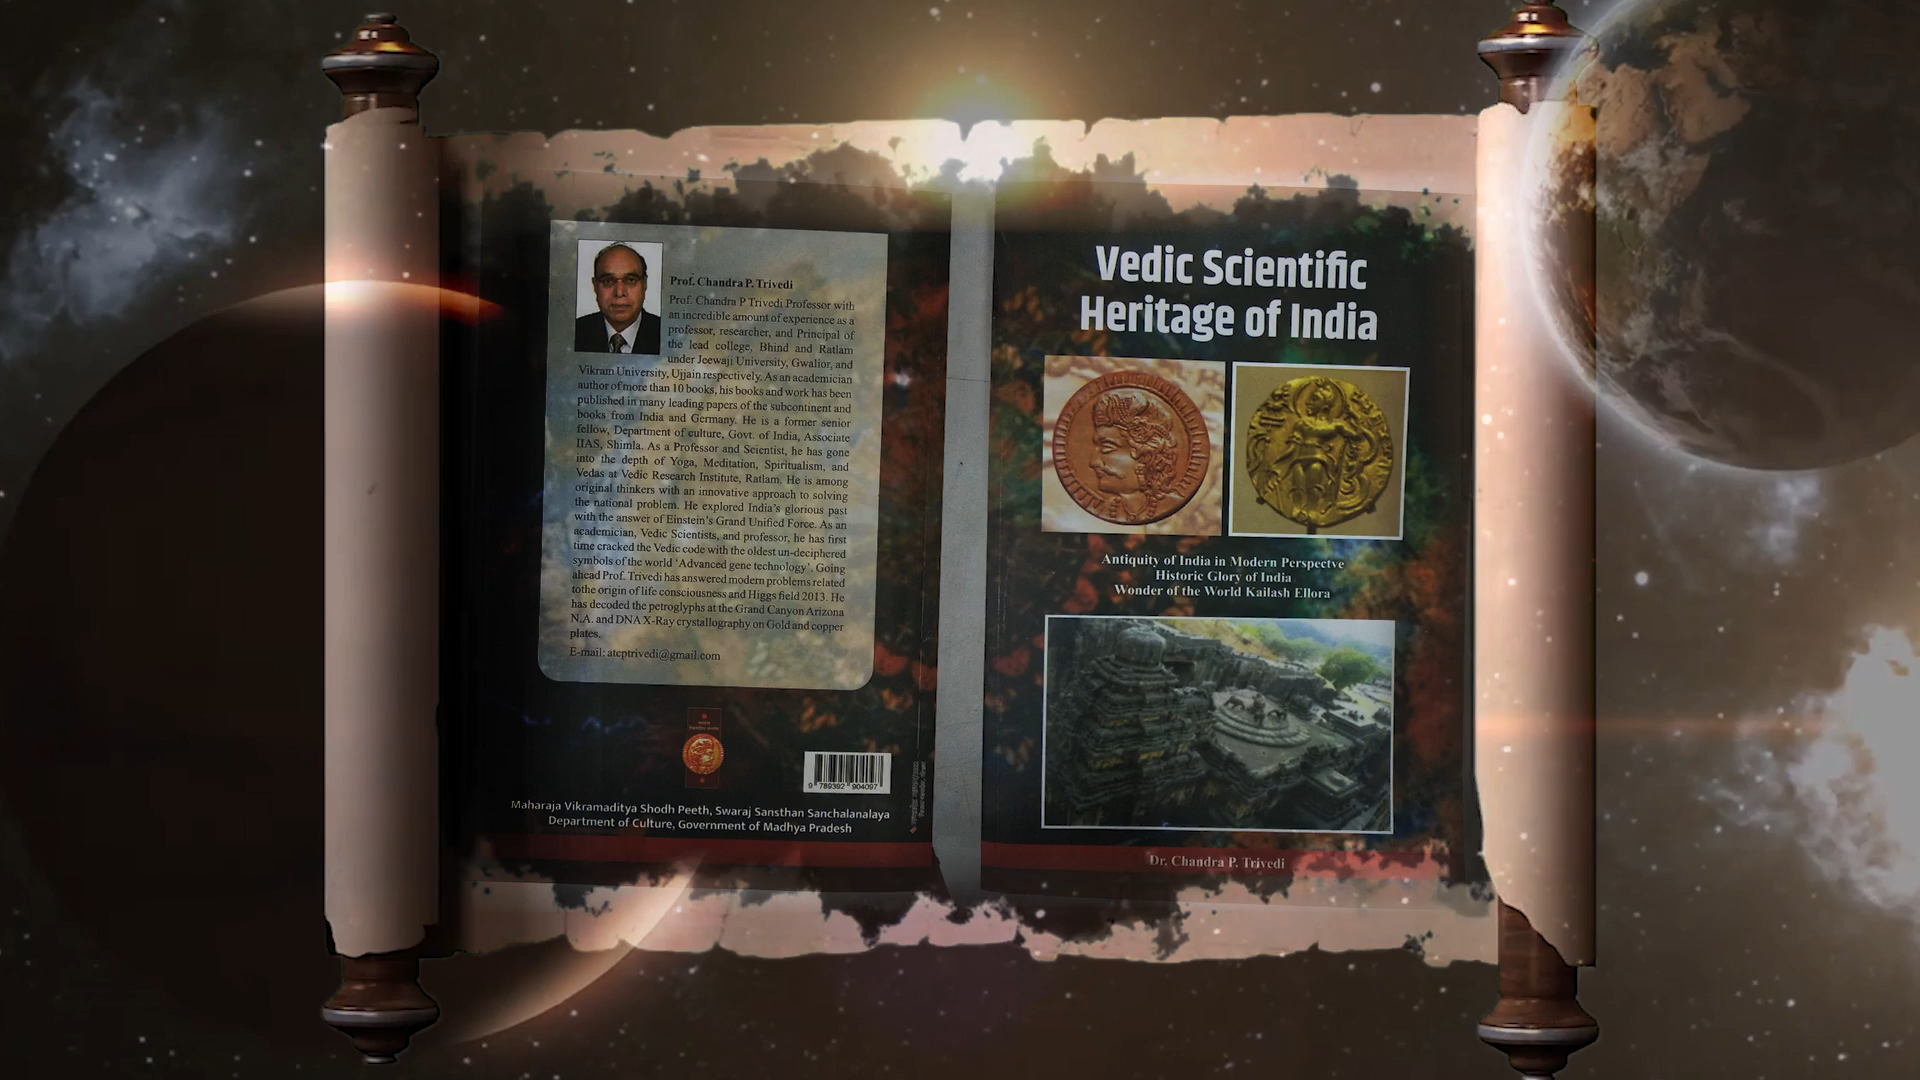 Prof. Chandra P. Trivedi
Prof. Chandra P Trivedi Professor with
an incredible amount of experience as a
professor, researcher, and Principal of
the lead college, Bhind and Ratlam
under Jeewaji University, Gwalior, and
Vikram University, Ujjain respectively. As an academician
author of more than 10 books, his books and work has been
published in many leading papers of the subcontinent and
books from India and Germany. He is a former senior
fellow, Department of culture, Govt. of India, Associate
IIAS, Shimla. As a Professor and Scientist, he has gone
into the depth of Yoga, Meditation, Spiritualism, and
Vedas at Vedic Research Institute, Ratlam. He is among
original thinkers with an innovative approach to solving
the national problem. He explored India's glorious past
with the answer of Einstein's Grand Unified Force. As an
academician, Vedic Scientists, and professor, he has first
time cracked the Vedic code with the oldest un-deciphered
symbols of the world 'Advanced gene technology'. Going
ahead Prof. Trivedi has answered modern problems related
tothe origin of life consciousness and Higgs field 2013. He
has decoded the petroglyphs at the Grand Canyon Arizona
N.A. and DNA X-Ray crystallography on Gold and copper
plates.
E-mail: atcptrivedi@gmail.com
9 789392 904097
Maharaja Vikramaditya Shodh Peeth, Swaraj Sansthan Sanchalanalaya
Department of Culture, Government of Madhya Pradesh
Vedic Scientific
Heritage of India
Antiquity of India in Modern Perspectve
Historic Glory of India
Wonder of the World Kailash Ellora
Dr. Chandra P. Trivedi